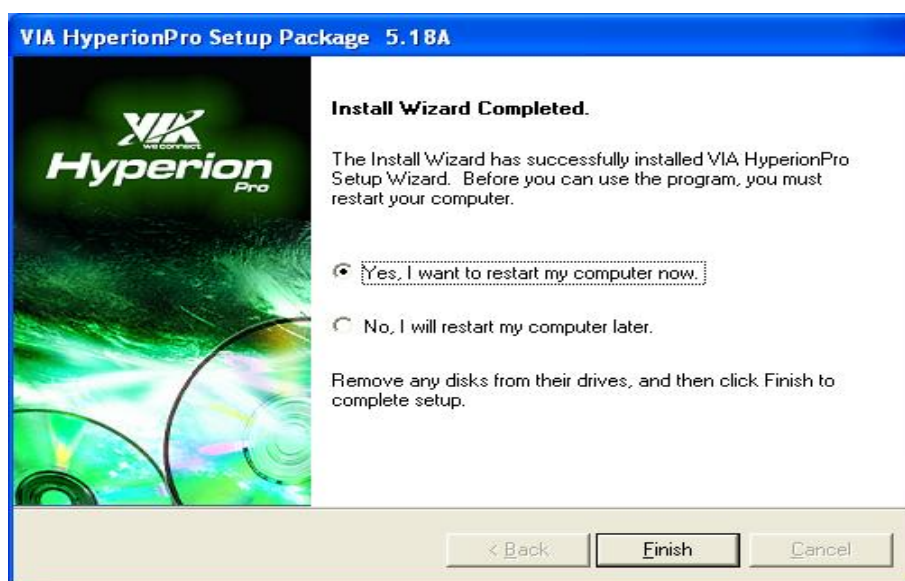 VIA HyperionPro Setup Package 5.18A
VIA
we connect
Hyperion
Pro
Install Wizard Completed.
The Install Wizard has successfully installed VIA HyperionPro
Setup Wizard. Before you can use the program, you must
restart your computer.
Yes, I want to restart my computer now.
No, I will restart my computer later.
Remove any disks from their drives, and then click Finish to
complete setup.
< Back
Finish
Cancel